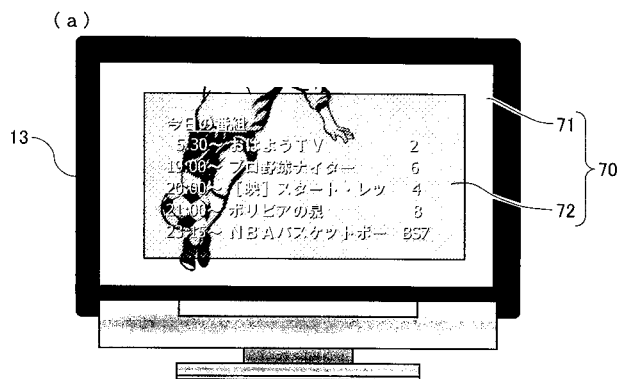 (a)
13
71
70
72
今日の番組
5:30～ おはようTV 2
19:00～ プロ野球ナイター 6
20:00～ [映]スタート・レッ 4
21:00～ ボリビアの泉 8
23:15～ NBAバスケットボー BS7